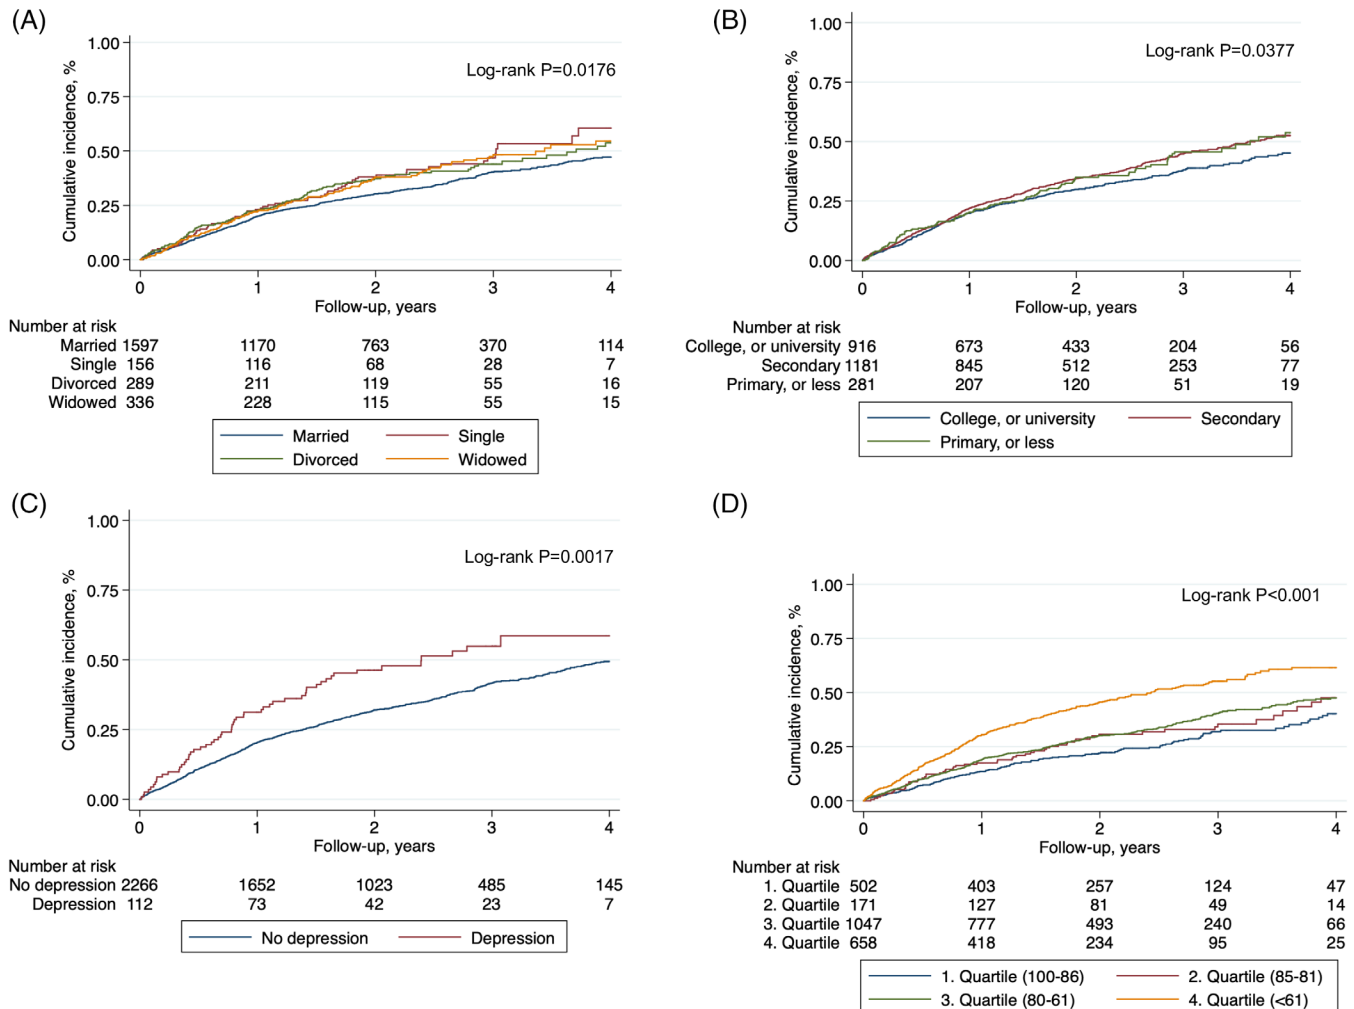 (A)
1.00
0.75
0.50
0.25
0.00
Cumulative incidence, %
Log-rank P=0.0176
0 1 2 3 4
Follow-up, years
Number at risk
Married 1597 1170 763 370 114
Single 156 116 68 28 7
Divorced 289 211 119 55 16
Widowed 336 228 115 55 15
Married Single
Divorced Widowed
(B)
1.00
0.75
0.50
0.25
0.00
Cumulative incidence, %
Log-rank P=0.0377
0 1 2 3 4
Follow-up, years
Number at risk
College, or university 916 673 433 204 56
Secondary 1181 845 512 253 77
Primary, or less 281 207 120 51 19
College, or university Secondary
Primary, or less
(C)
1.00
0.75
0.50
0.25
0.00
Cumulative incidence, %
Log-rank P=0.0017
0 1 2 3 4
Follow-up, years
Number at risk
No depression 2266 1652 1023 485 145
Depression 112 73 42 23 7
No depression Depression
(D)
1.00
0.75
0.50
0.25
0.00
Cumulative incidence, %
Log-rank P<0.001
0 1 2 3 4
Follow-up, years
Number at risk
1. Quartile 502 403 257 124 47
2. Quartile 171 127 81 49 14
3. Quartile 1047 777 493 240 66
4. Quartile 658 418 234 95 25
1. Quartile (100-86) 2. Quartile (85-81)
3. Quartile (80-61) 4. Quartile (<61)